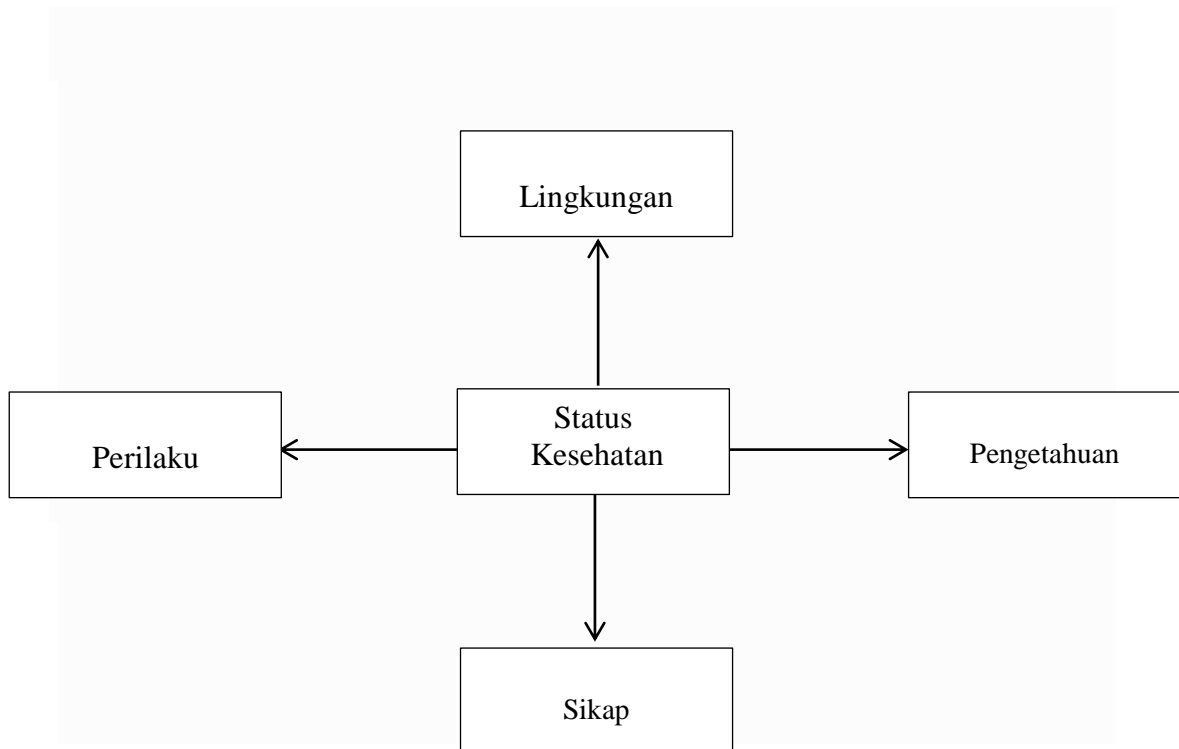 Lingkungan
Perilaku
Status
Kesehatan
Pengetahuan
Sikap